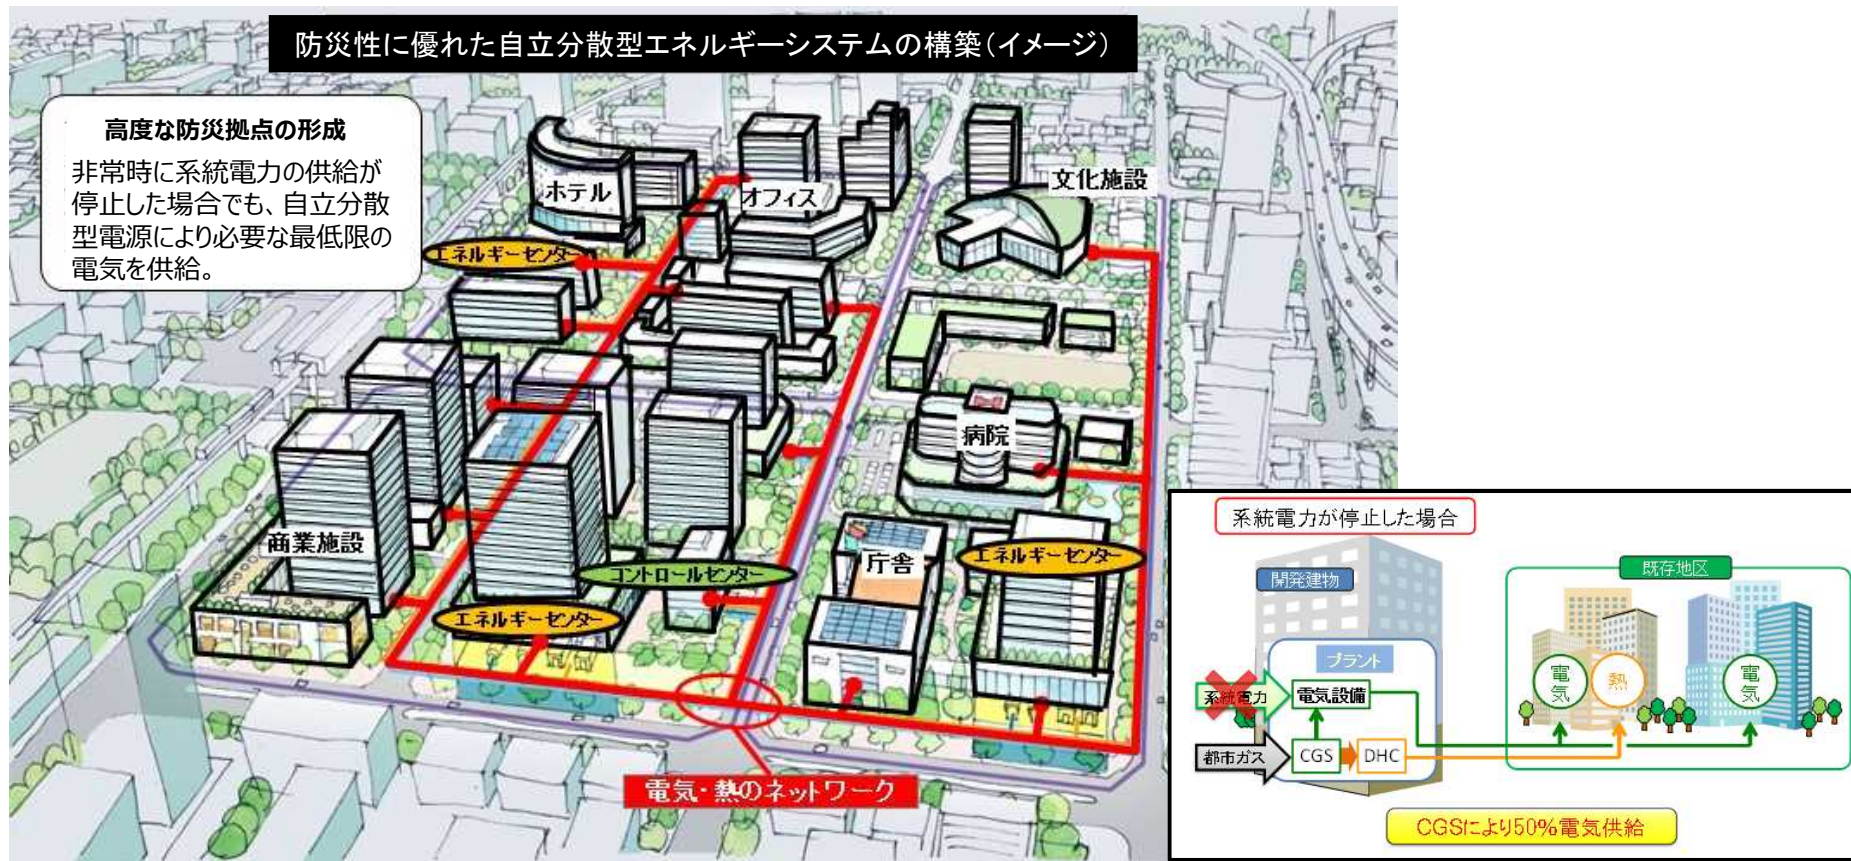 防災性に優れた自立分散型エネルギーシステムの構築(イメージ)
高度な防災拠点の形成
非常時に系統電力の供給が
停止した場合でも、自立分散
型電源により必要な最低限の
電気を供給。
ホテル
オフィス
文化施設
エネルギーセンター
病院
商業施設
コントロールセンター
庁舎
エネルギーセンター
エネルギーセンター
電気・熱のネットワーク
系統電力が停止した場合
開発建物
既存地区
プラント
電気
熱
電気
系統電力
電気設備
都市ガス
CGS
DHC
CGSにより50%電気供給